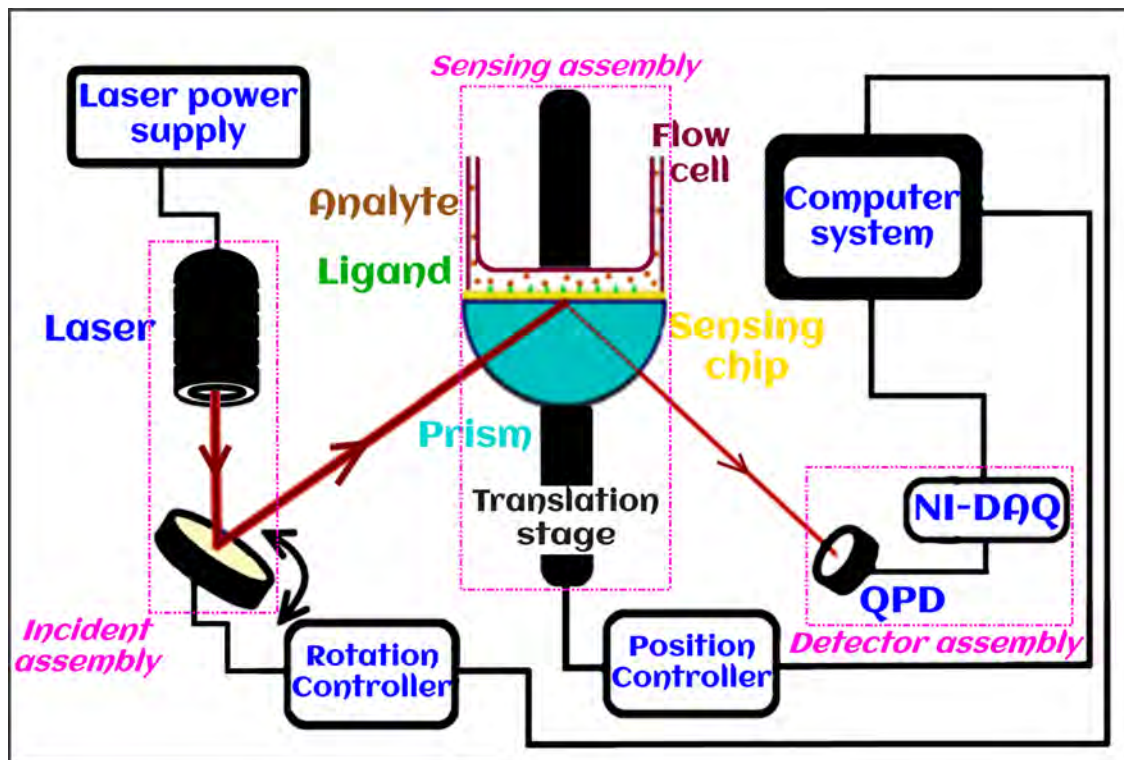 Sensing assembly
Laser power
supply
Flow
cell
Analyte
Computer
system
Ligand
Laser
Sensing
chip
Prism
Translation
stage
NI-DAQ
QPD
Incident
assembly
Detector assembly
Rotation
Controller
Position
Controller